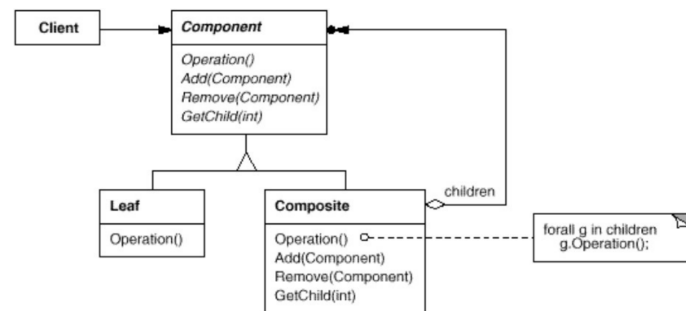 Client
Component
Operation()
Add(Component)
Remove(Component)
GetChild(int)
children
Leaf
Operation()
Composite
Operation()
Add(Component)
Remove(Component)
GetChild(int)
forall g in children
g.Operation();